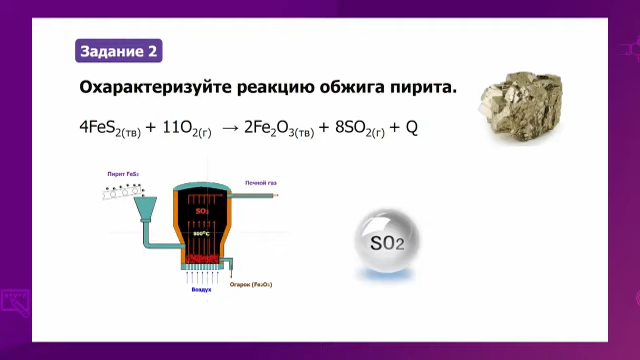 Задание 2
Охарактеризуйте реакцию обжига пирита.
4FeS2(тв) + 11O2(г) → 2Fe2O3(тв) + 8SO2(г) + Q
Пирит FeS2
Печной газ
SO2
900°C
SO2
Огарок (Fe2O3)
Воздух